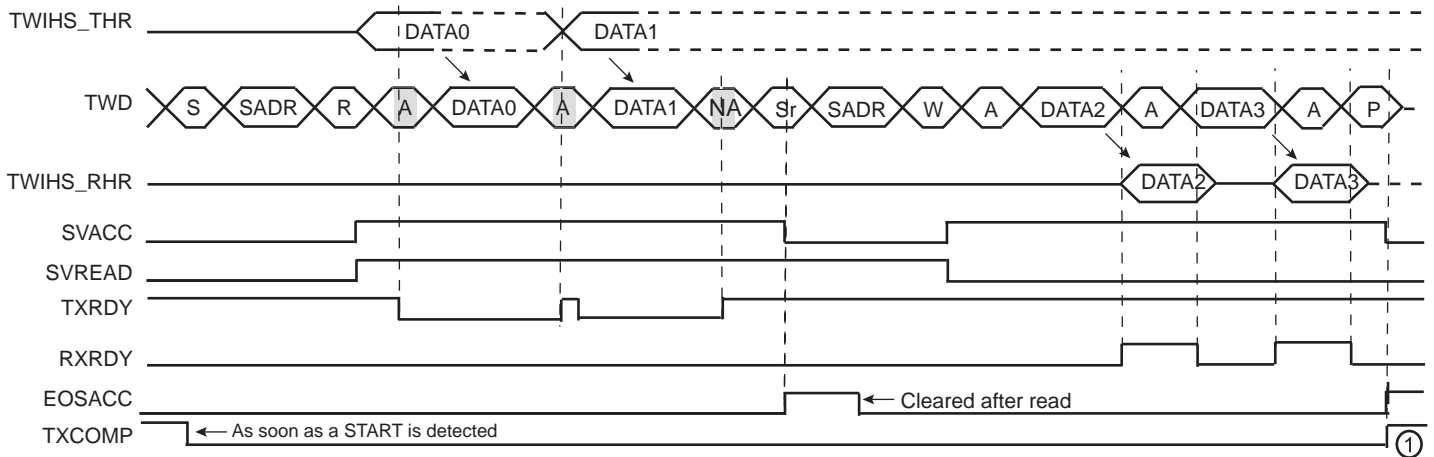 TWIHS_THR DATA0 DATA1
TWD S SADR R A DATA0 A DATA1 NA Sr SADR W A DATA2 A DATA3 A P
TWIHS_RHR DATA2 DATA3
SVACC
SVREAD
TXRDY
RXRDY
EOSACC Cleared after read
TXCOMP As soon as a START is detected 1